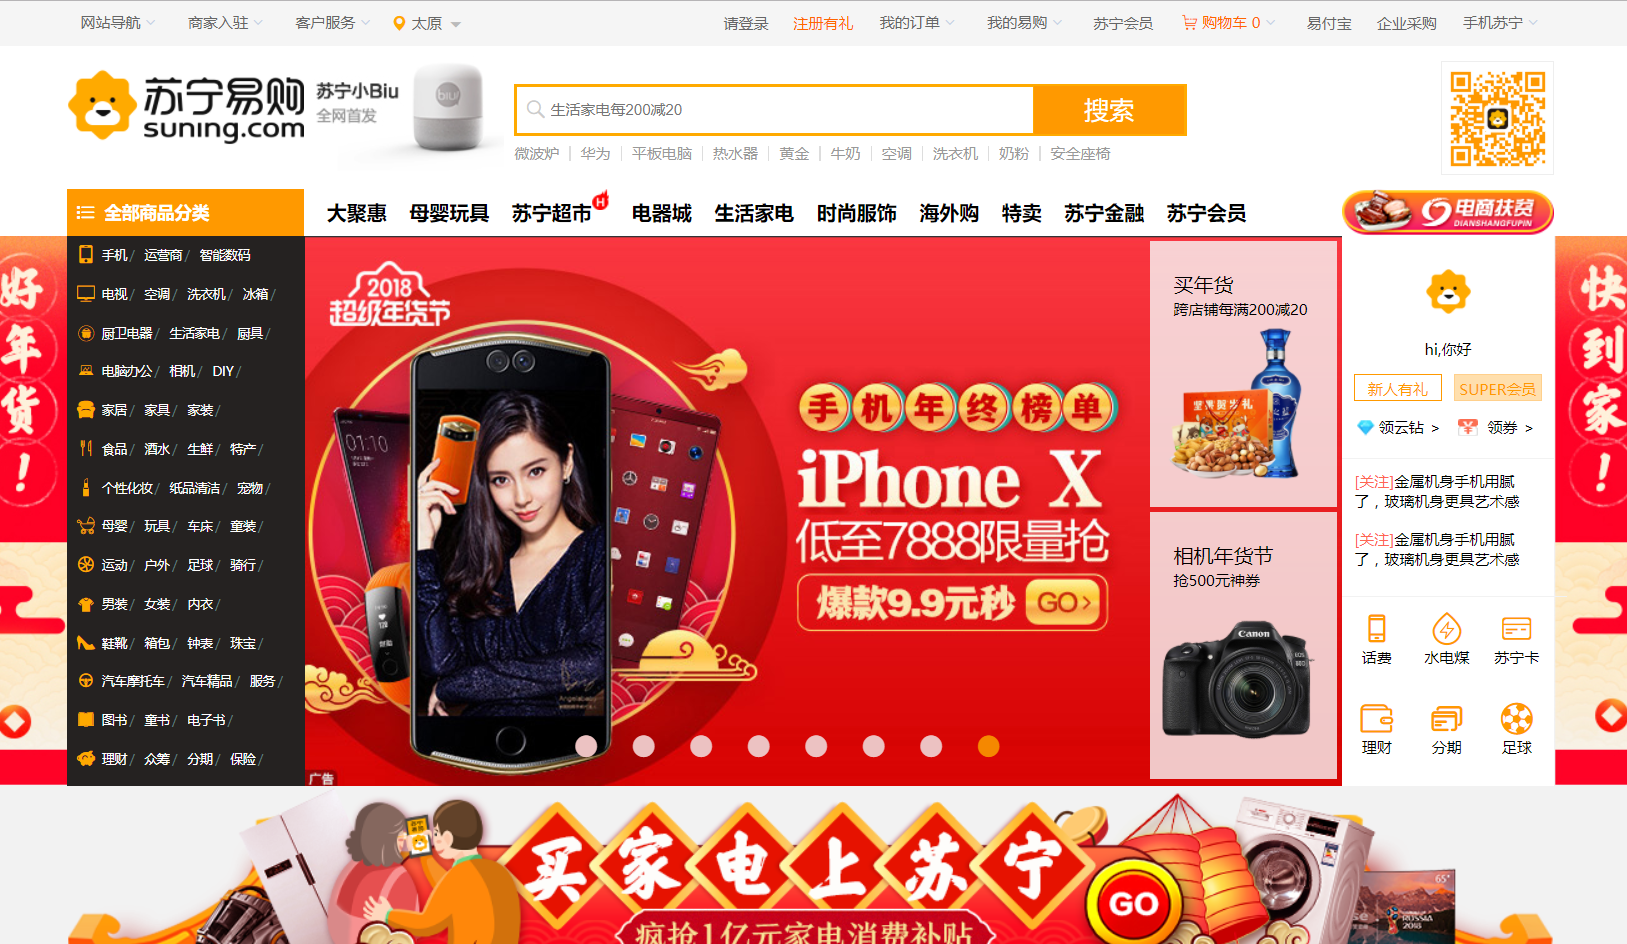 网站导航 商家入驻 客户服务 太原 请登录 注册有礼 我的订单 我的易购 苏宁会员 购物车 0 易付宝 企业采购 手机苏宁
苏宁易购
suning.com
苏宁小Biu
全网首发
biu!
生活家电每200减20 搜索
微波炉 | 华为 | 平板电脑 | 热水器 | 黄金 | 牛奶 | 空调 | 洗衣机 | 奶粉 | 安全座椅
全部商品分类 大聚惠 母婴玩具 苏宁超市 H 电器城 生活家电 时尚服饰 海外购 特卖 苏宁金融 苏宁会员
电商扶贫
DIANSHANGFUPIN
手机/ 运营商/ 智能数码
电视/ 空调/ 洗衣机/ 冰箱/
厨卫电器/ 生活家电/ 厨具/
电脑办公/ 相机/ DIY/
家居/ 家具/ 家装/
食品/ 酒水/ 生鲜/ 特产/
个性化妆/ 纸品清洁/ 宠物/
母婴/ 玩具/ 车床/ 童装/
运动/ 户外/ 足球/ 骑行/
男装/ 女装/ 内衣/
鞋靴/ 箱包/ 钟表/ 珠宝/
汽车摩托车/ 汽车精品/ 服务/
图书/ 童书/ 电子书/
理财/ 众筹/ 分期/ 保险/
好年货!
2018
超级年货节
01:10
手机年终榜单
iPhone X
低至7888限量抢
爆款9.9元秒 GO>
广告
买年货
跨店铺每满200减20
相机年货节
抢500元神券
Canon
hi,你好
新人有礼 SUPER会员
领云钻 > 领券 >
[关注]金属机身手机用腻
了，玻璃机身更具艺术感
[关注]金属机身手机用腻
了，玻璃机身更具艺术感
话费 水电煤 苏宁卡
理财 分期 足球
快到家!
买家电上苏宁
GO
疯抢1亿元家电消费补贴
65"
RUSSIA
2018